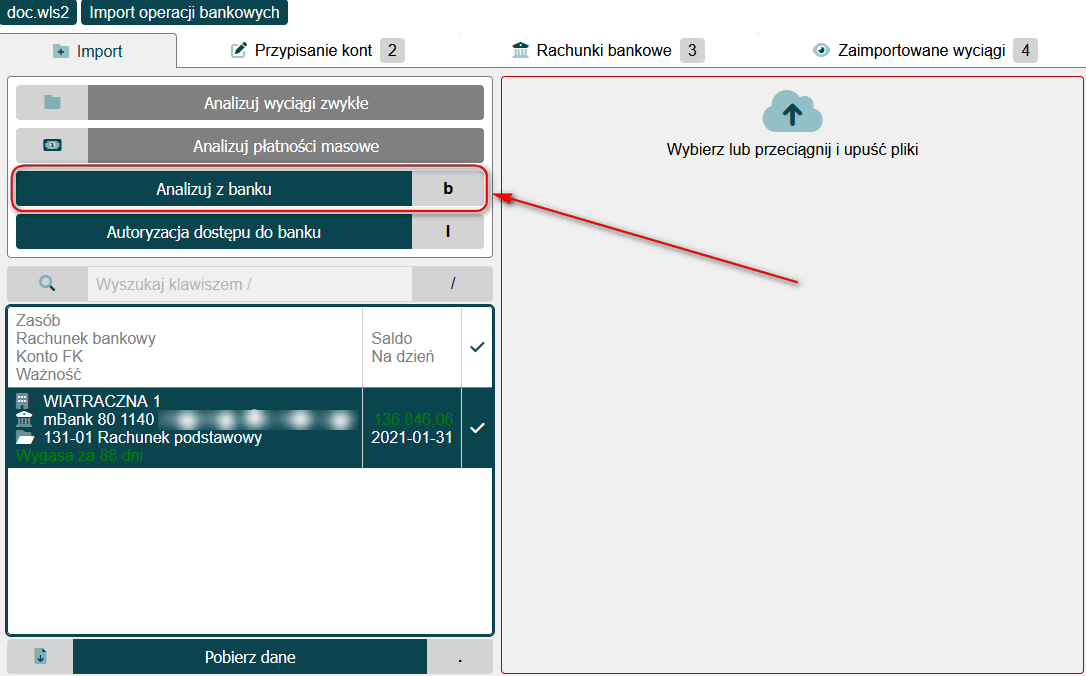 doc.wls2 Import operacji bankowych
Import Przypisanie kont 2 Rachunki bankowe 3 Zaimportowane wyciągi 4
Analizuj wyciągi zwykłe
Analizuj płatności masowe
Analizuj z banku b
Autoryzacja dostępu do banku l
Wyszukaj klawiszem / /
Zasób
Rachunek bankowy
Konto FK
Ważność
Saldo
Na dzień
WIATRACZNA 1
mBank 80 1140
131-01 Rachunek podstawowy
Wygasa za 88 dni
136 846,06
2021-01-31
Pobierz dane .
Wybierz lub przeciągnij i upuść pliki